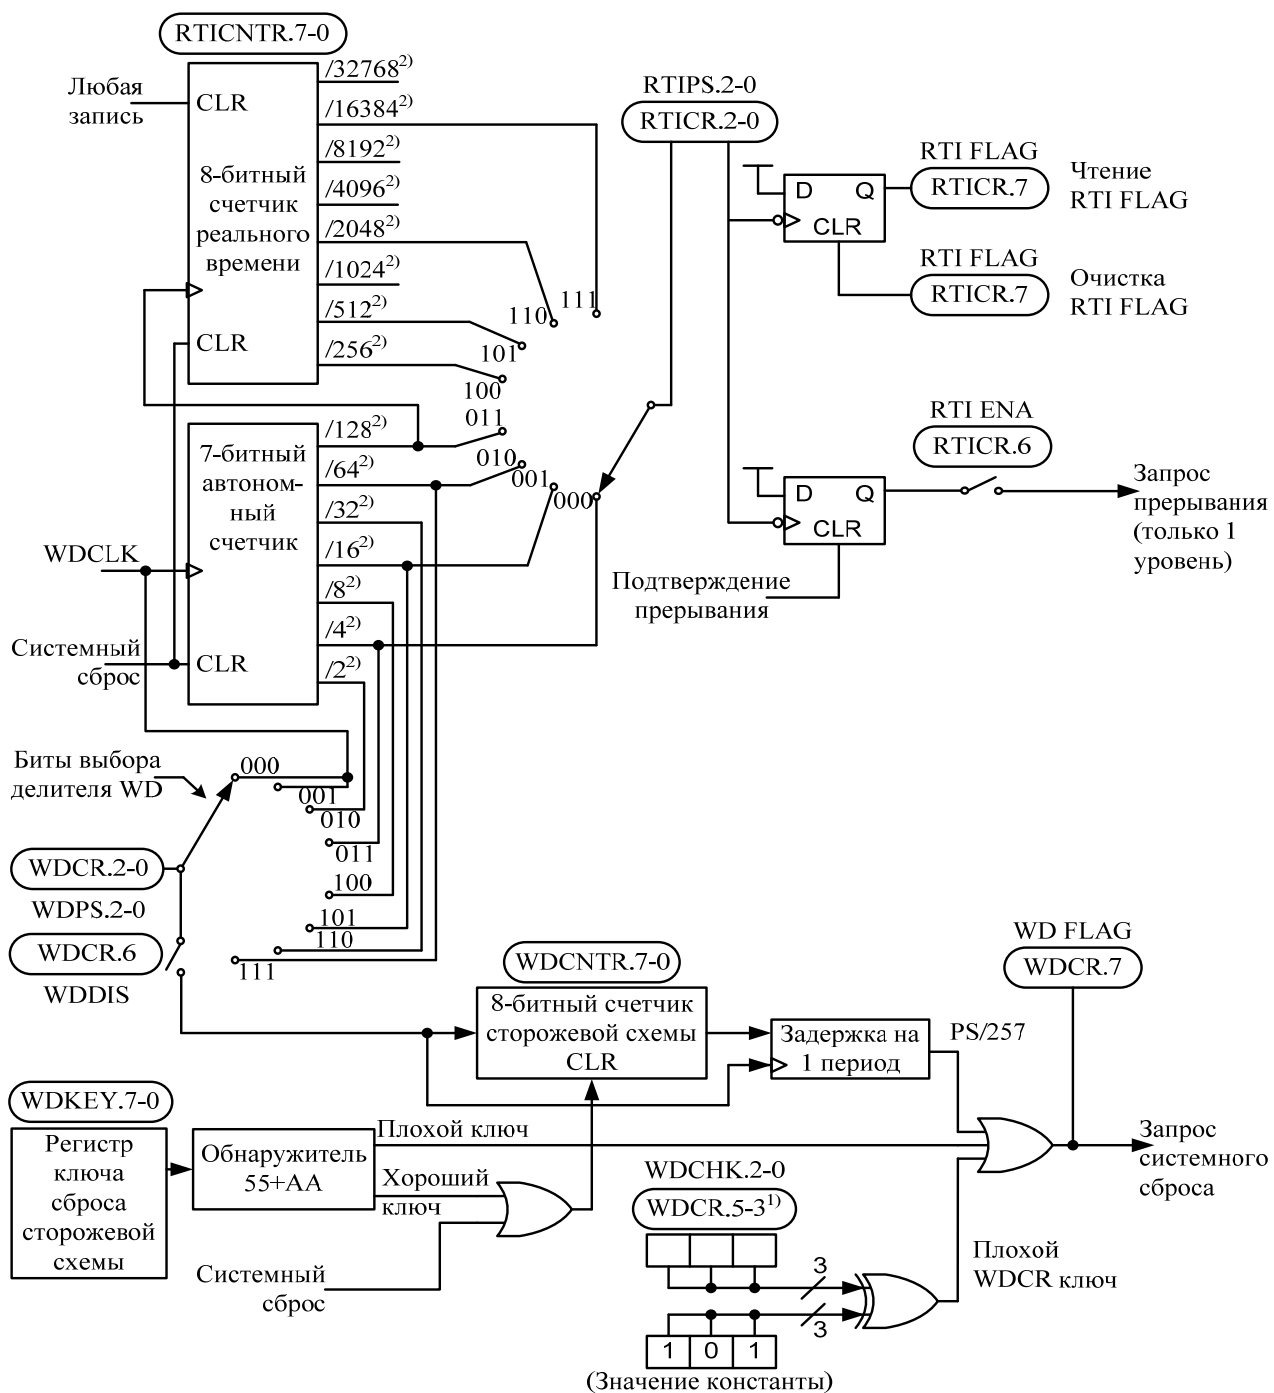 RTICNTR.7-0
Любая
запись
CLR
8-битный
счетчик
реального
времени
CLR
/32768²⁾
/16384²⁾
/8192²⁾
/4096²⁾
/2048²⁾
/1024²⁾
/512²⁾
/256²⁾
111
110
101
100
011
010
001
000
RTIPS.2-0
RTICR.2-0
RTI FLAG
RTICR.7
Чтение
RTI FLAG
D Q
CLR
RTI FLAG
RTICR.7
Очистка
RTI FLAG
7-битный
автоном-
ный
счетчик
CLR
/128²⁾
/64²⁾
/32²⁾
/16²⁾
/8²⁾
/4²⁾
/2²⁾
WDCLK
Системный
сброс
RTI ENA
RTICR.6
D Q
CLR
Запрос
прерывания
(только 1
уровень)
Подтверждение
прерывания
Биты выбора
делителя WD
000
001
010
011
100
101
110
111
WDCR.2-0
WDPS.2-0
WDCR.6
WDDIS
WDCNTR.7-0
8-битный счетчик
сторожевой схемы
CLR
Задержка на
1 период
PS/257
WD FLAG
WDCR.7
WDKEY.7-0
Регистр
ключа
сброса
сторожевой
схемы
Обнаружитель
55+AA
Плохой ключ
Хороший
ключ
Системный
сброс
WDCHK.2-0
WDCR.5-3¹⁾
3
3
1 0 1
(Значение константы)
Плохой
WDCR ключ
Запрос
системного
сброса